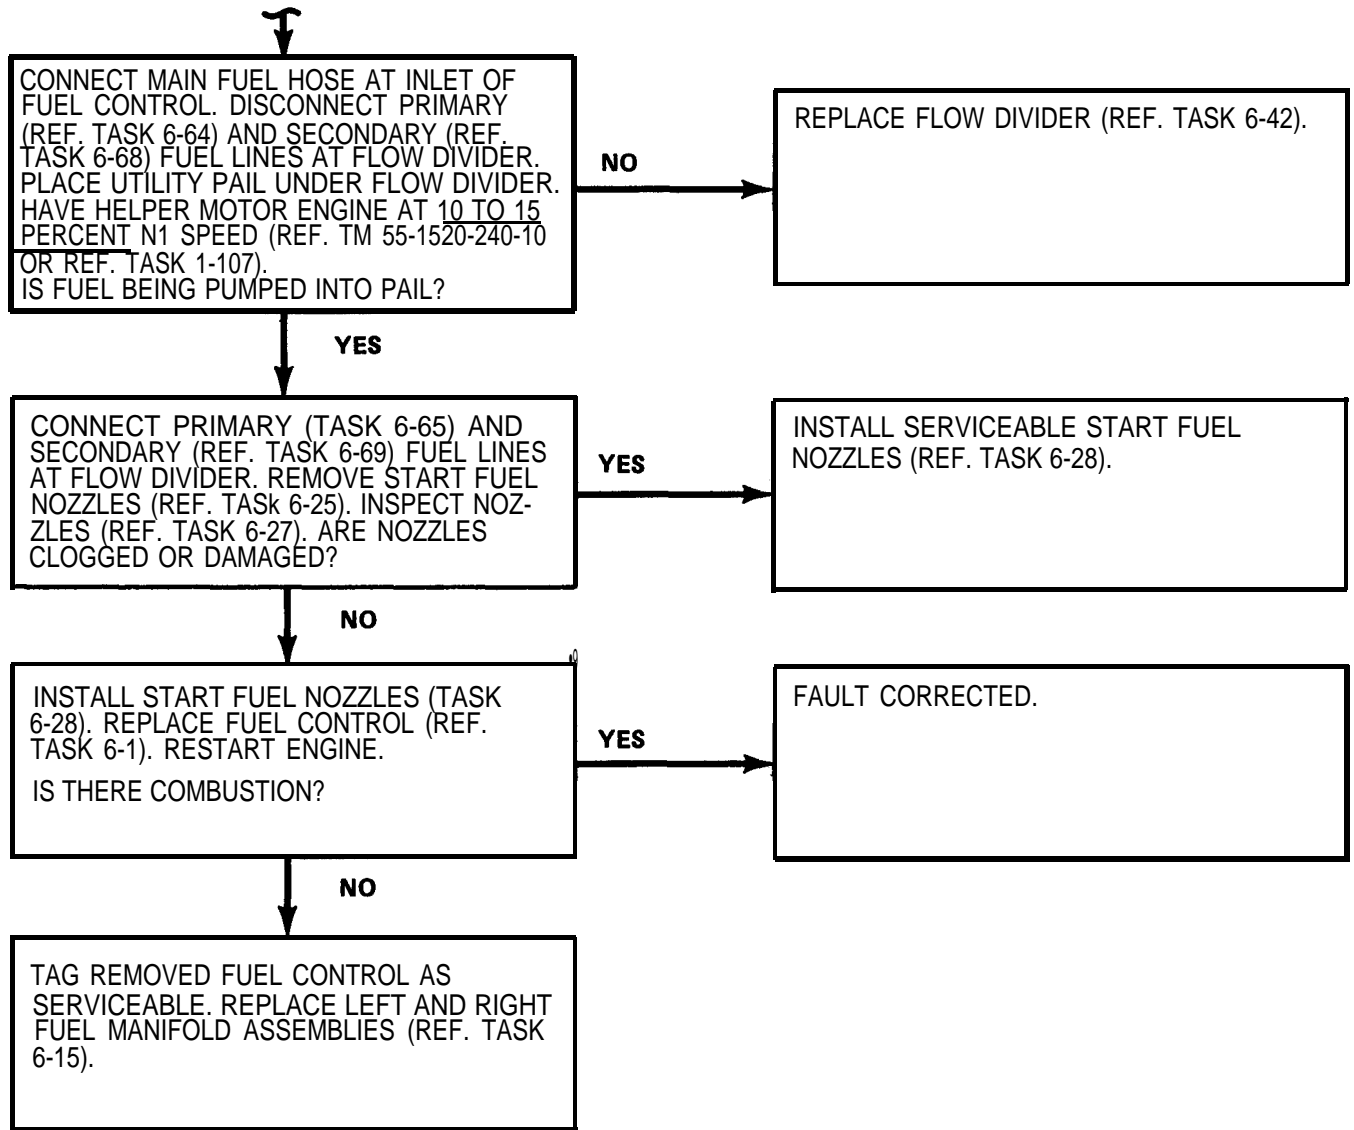 CONNECT MAIN FUEL HOSE AT INLET OF
FUEL CONTROL. DISCONNECT PRIMARY
(REF. TASK 6-64) AND SECONDARY (REF.
TASK 6-68) FUEL LINES AT FLOW DIVIDER.
PLACE UTILITY PAIL UNDER FLOW DIVIDER.
HAVE HELPER MOTOR ENGINE AT 10 TO 15
PERCENT N1 SPEED (REF. TM 55-1520-240-10
OR REF. TASK 1-107).
IS FUEL BEING PUMPED INTO PAIL?
NO
REPLACE FLOW DIVIDER (REF. TASK 6-42).
YES
CONNECT PRIMARY (TASK 6-65) AND
SECONDARY (REF. TASK 6-69) FUEL LINES
AT FLOW DIVIDER. REMOVE START FUEL
NOZZLES (REF. TASk 6-25). INSPECT NOZ-
ZLES (REF. TASK 6-27). ARE NOZZLES
CLOGGED OR DAMAGED?
YES
INSTALL SERVICEABLE START FUEL
NOZZLES (REF. TASK 6-28).
NO
INSTALL START FUEL NOZZLES (TASK
6-28). REPLACE FUEL CONTROL (REF.
TASK 6-1). RESTART ENGINE.
IS THERE COMBUSTION?
YES
FAULT CORRECTED.
NO
TAG REMOVED FUEL CONTROL AS
SERVICEABLE. REPLACE LEFT AND RIGHT
FUEL MANIFOLD ASSEMBLIES (REF. TASK
6-15).